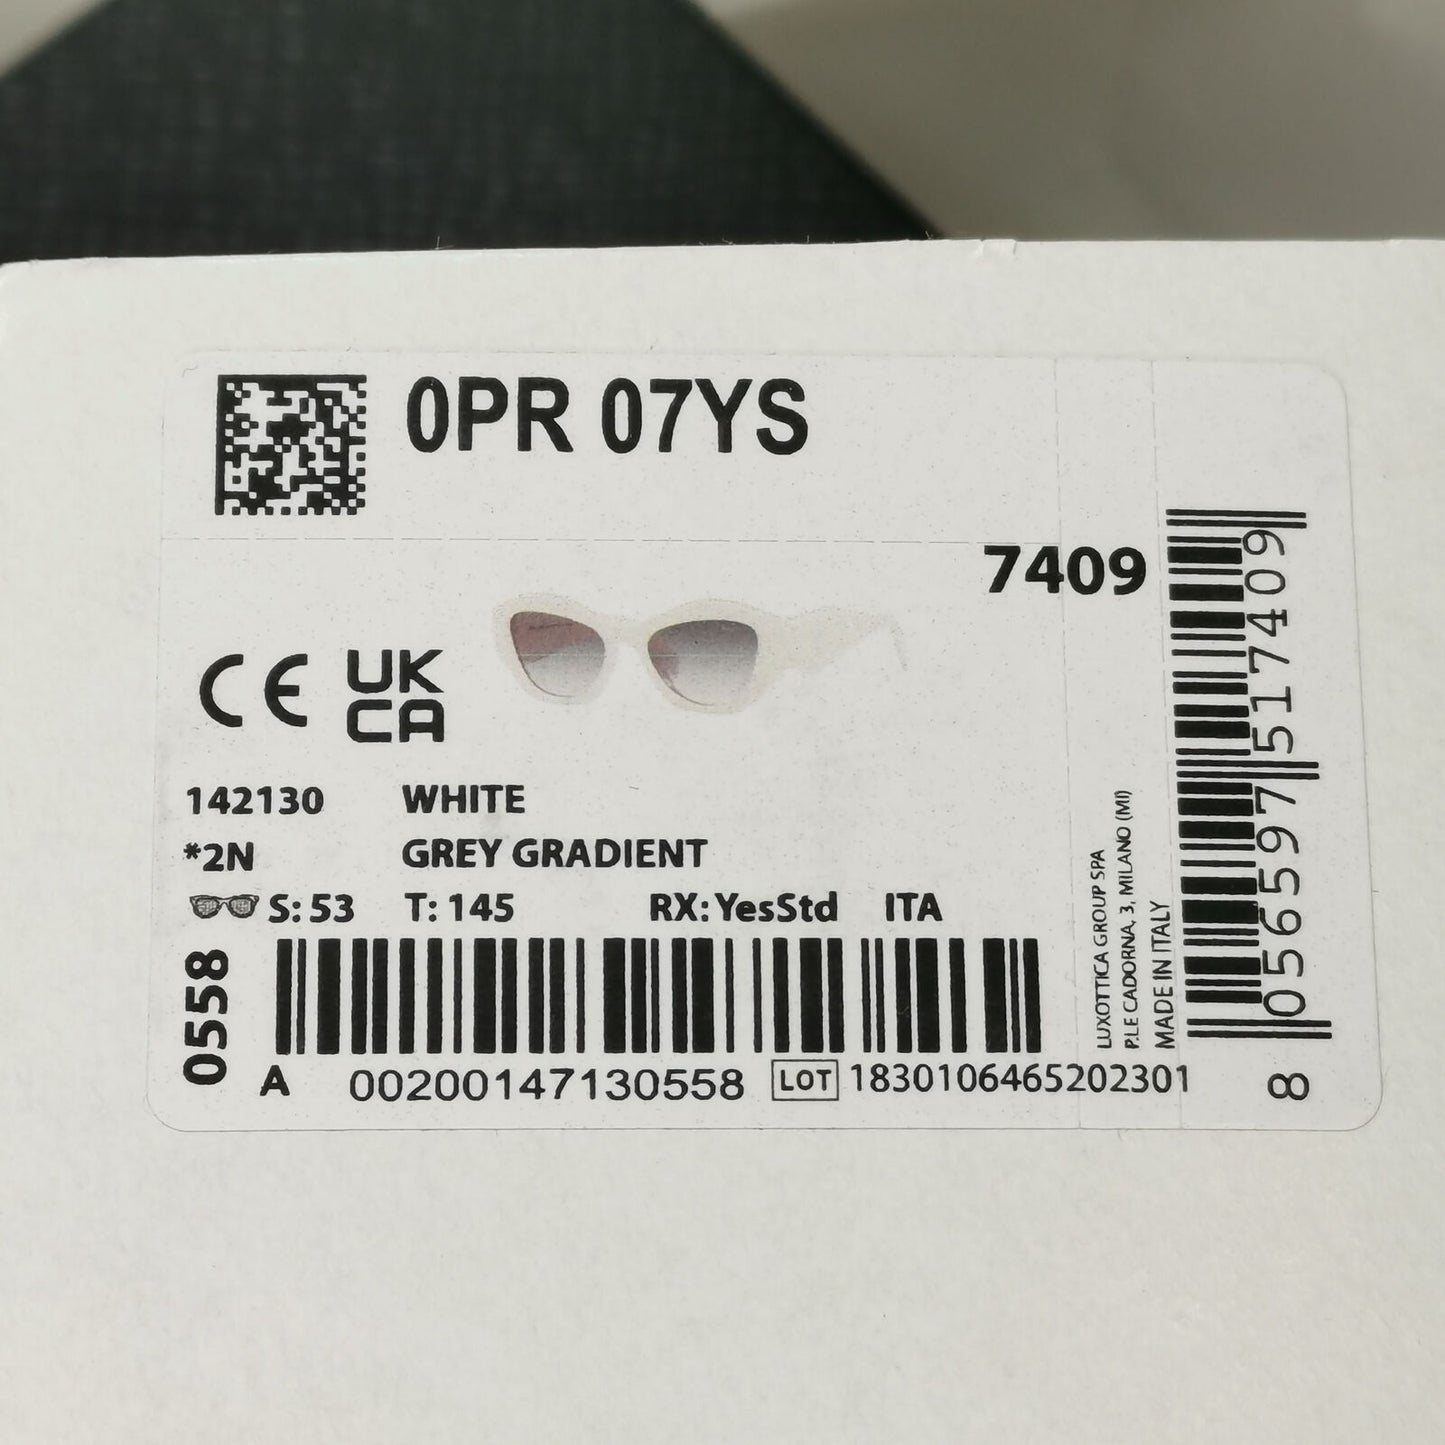 0PR 07YS
7409
CE UK
CA
142130 WHITE
*2N GREY GRADIENT
S: 53 T: 145 RX: YesStd ITA
0558
A 00200147130558 LOT 1830106465202301
LUXOTTICA GROUP SPA
P.LE CADORNA, 3, MILANO (MI)
MADE IN ITALY
8 056597 517409